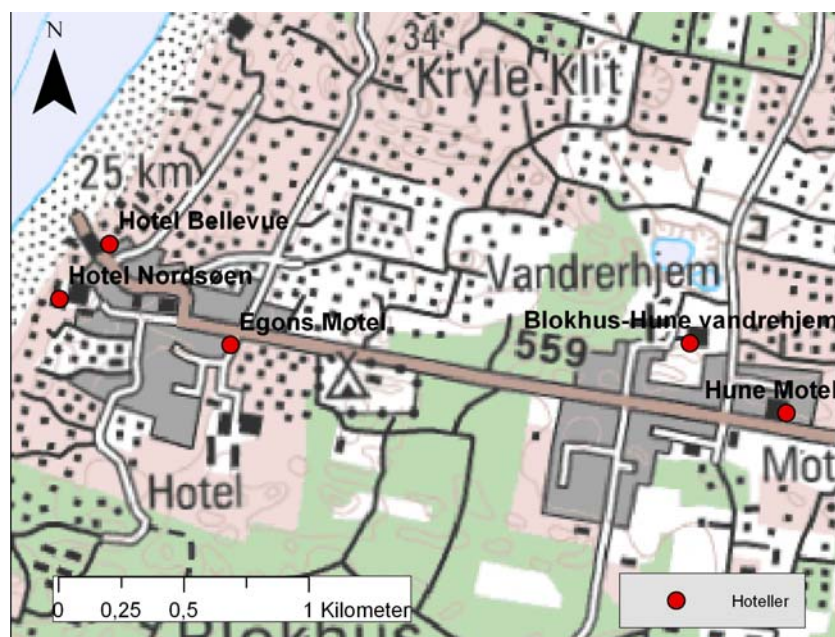 N
34
Kryle Klit
25 km
Hotel Bellevue
Vandrerhjem
Hotel Nordsøen
Egons Motel
Blokhus-Hune vandrehjem
559
Hune Motel
Mot
Hotel
0 0,25 0,5 1 Kilometer
Hoteller
Blokhus